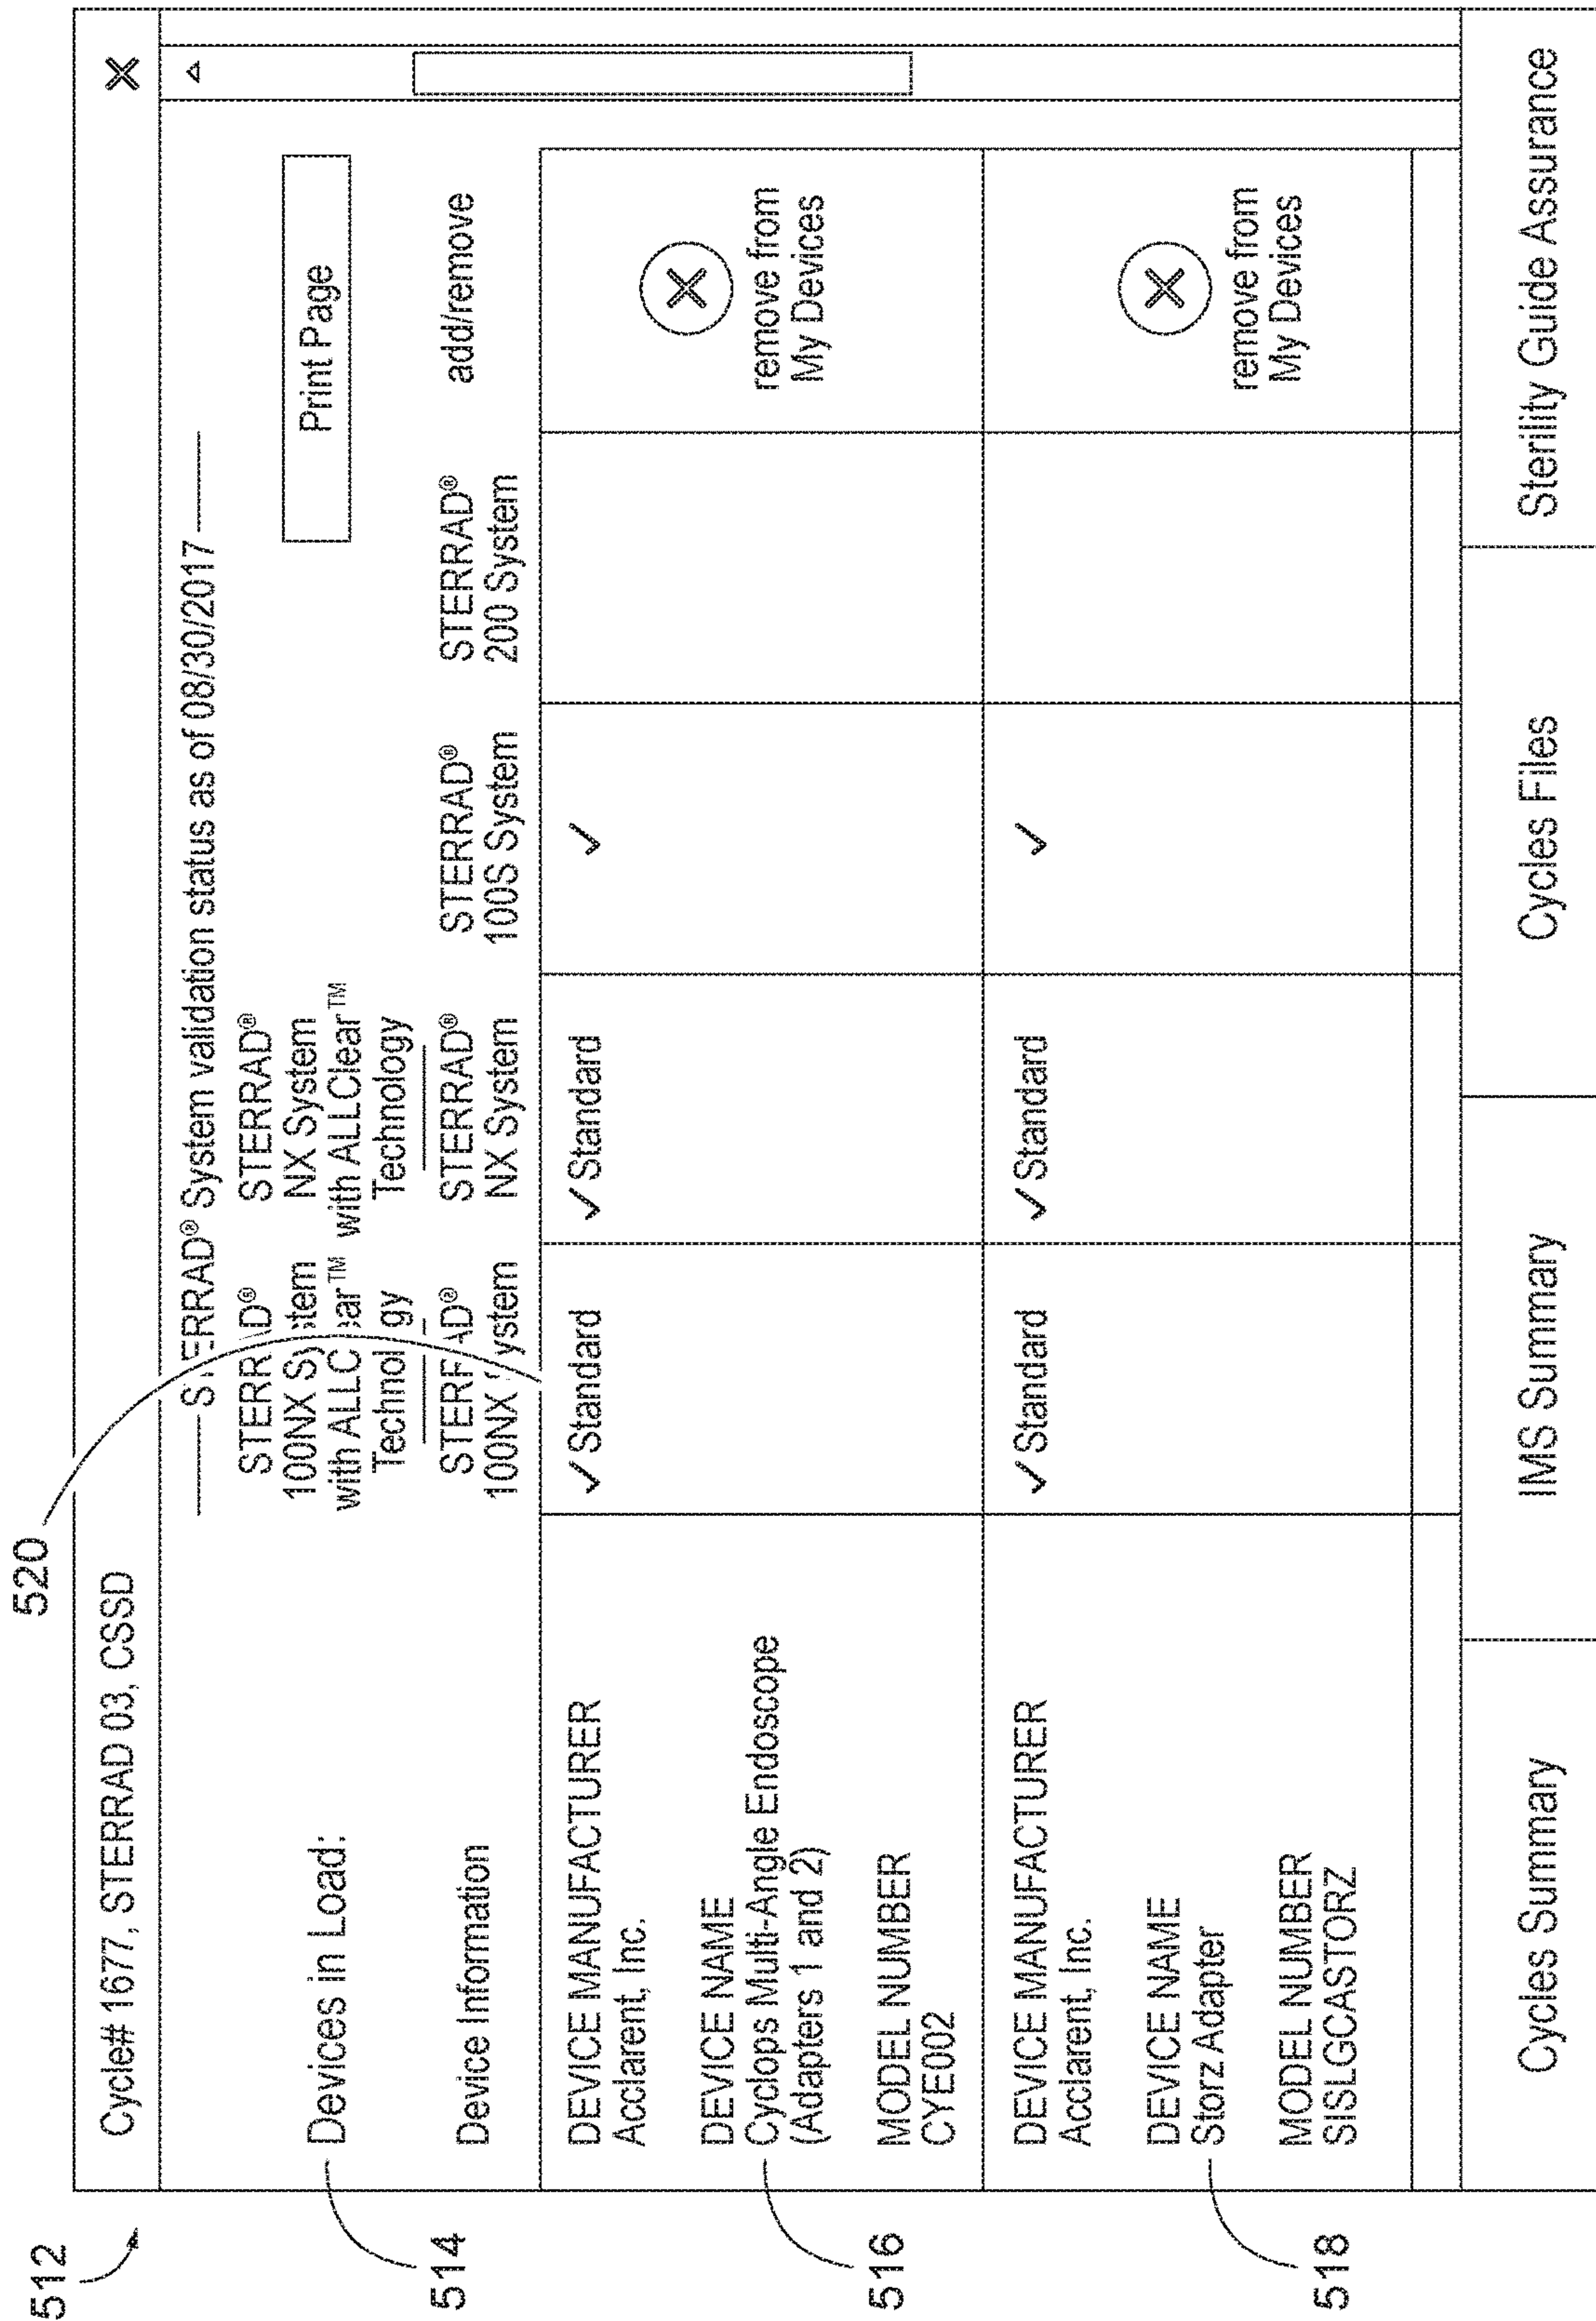 520
512
Cycle# 1677, STERRAD 03, CSSD
STERRAD® System validation status as of 08/30/2017
514
Devices in Load:
Print Page
STERRAD®
100NX System
with ALLClear™
Technology
STERRAD®
100NX System
STERRAD®
NX System
with ALLClear™
Technology
STERRAD®
NX System
STERRAD®
100S System
STERRAD®
200 System
add/remove
Device Information
DEVICE MANUFACTURER
Acclarent, Inc.
516
DEVICE NAME
Cyclops Multi-Angle Endoscope
(Adapters 1 and 2)
MODEL NUMBER
CYE002
✓ Standard
✓ Standard
✓
remove from
My Devices
DEVICE MANUFACTURER
Acclarent, Inc.
518
DEVICE NAME
Storz Adapter
MODEL NUMBER
SISLGCASTORZ
✓ Standard
✓ Standard
✓
remove from
My Devices
Cycles Summary
IMS Summary
Cycles Files
Sterility Guide Assurance